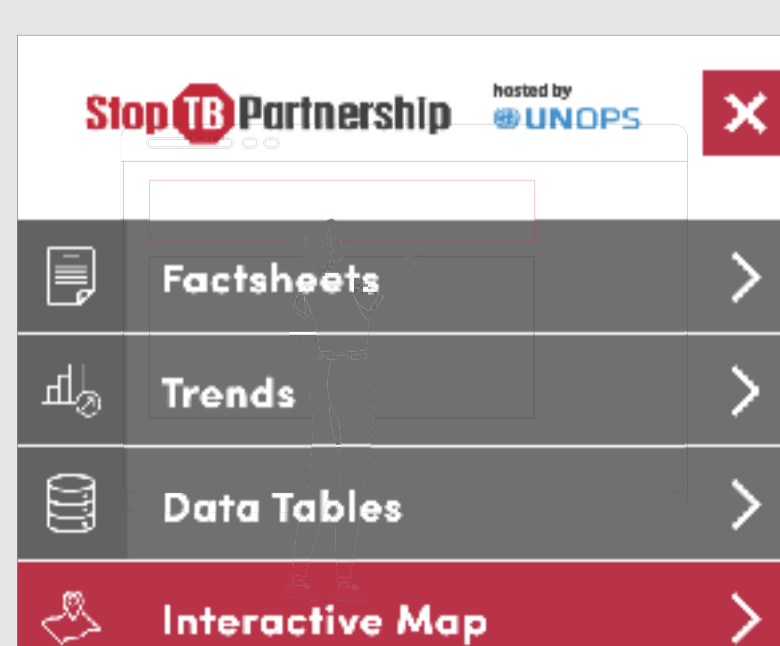 Stop TB Partnership
hosted by
UNOPS
Factsheets
Trends
Data Tables
Interactive Map